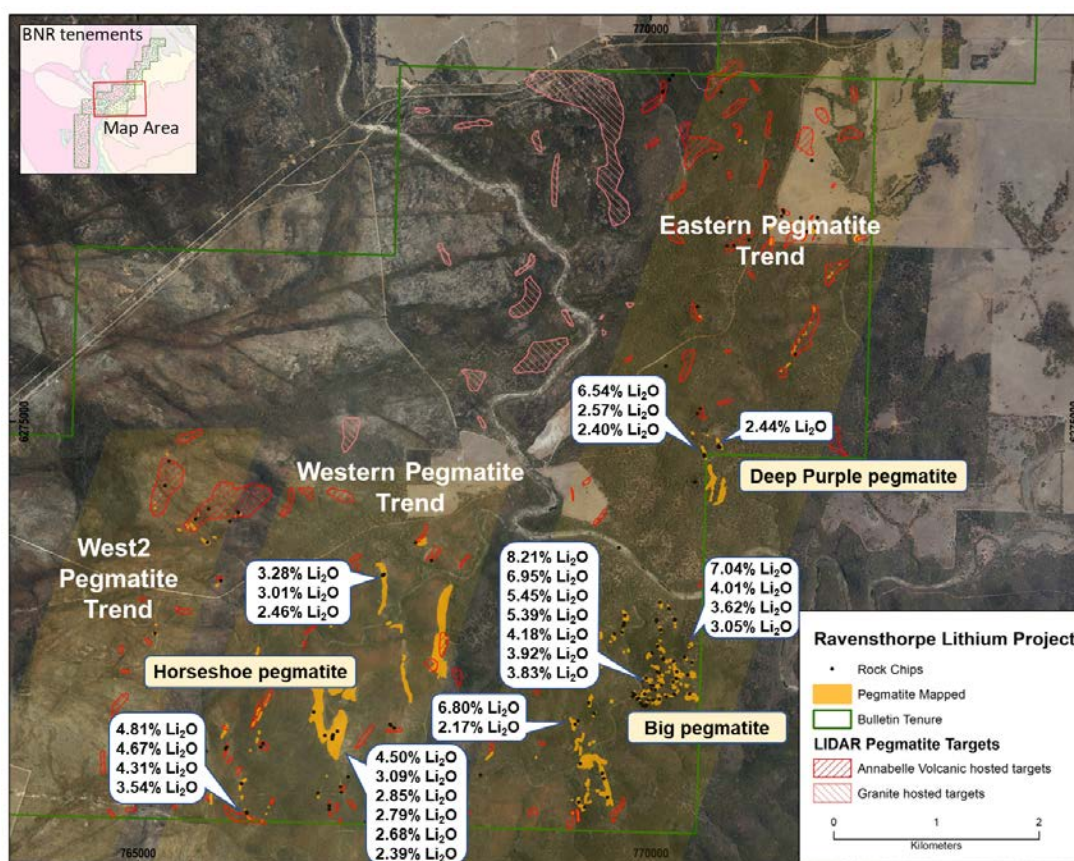 BNR tenements
Map Area
770000
Eastern Pegmatite
Trend
6275000
6275000
6.54% Li₂O
2.57% Li₂O
2.40% Li₂O
2.44% Li₂O
Deep Purple pegmatite
Western Pegmatite
Trend
West2
Pegmatite
Trend
3.28% Li₂O
3.01% Li₂O
2.46% Li₂O
8.21% Li₂O
6.95% Li₂O
5.45% Li₂O
5.39% Li₂O
4.18% Li₂O
3.92% Li₂O
3.83% Li₂O
7.04% Li₂O
4.01% Li₂O
3.62% Li₂O
3.05% Li₂O
Horseshoe pegmatite
6.80% Li₂O
2.17% Li₂O
Big pegmatite
4.81% Li₂O
4.67% Li₂O
4.31% Li₂O
3.54% Li₂O
4.50% Li₂O
3.09% Li₂O
2.85% Li₂O
2.79% Li₂O
2.68% Li₂O
2.39% Li₂O
765000
770000
Ravensthorpe Lithium Project
Rock Chips
Pegmatite Mapped
Bulletin Tenure
LIDAR Pegmatite Targets
Annabelle Volcanic hosted targets
Granite hosted targets
0 1 2
Kilometers